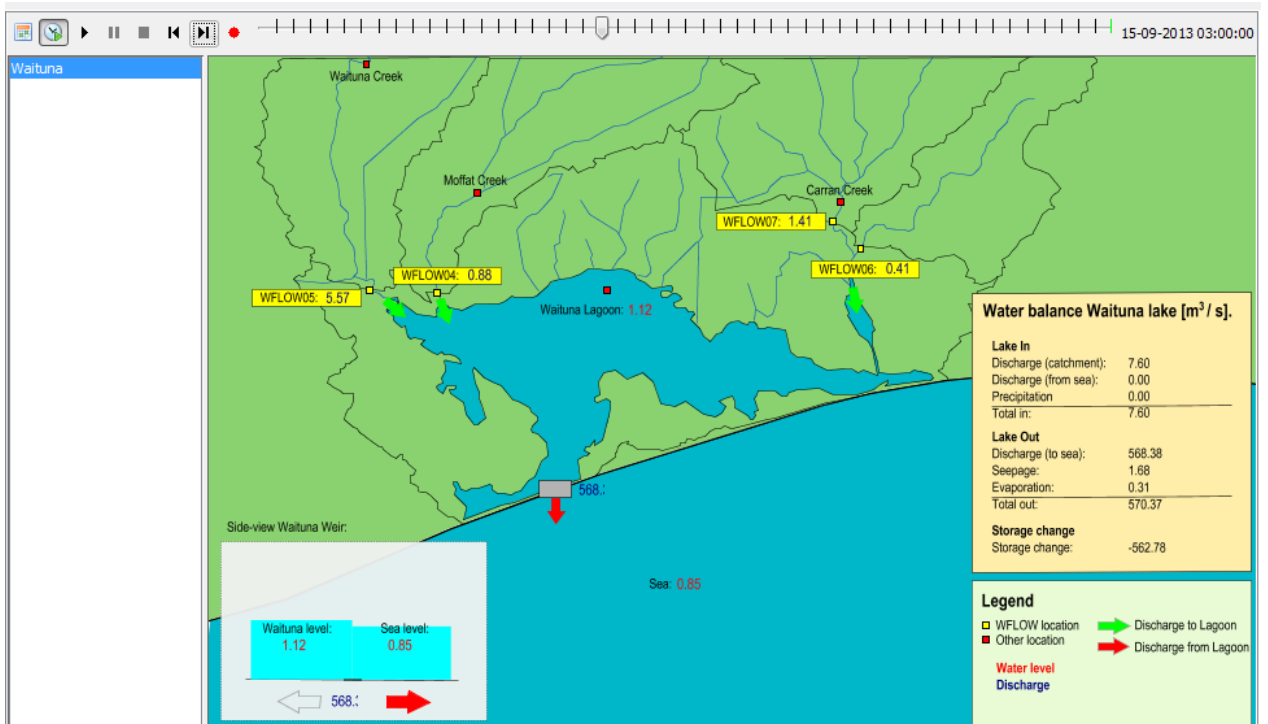 15-09-2013 03:00:00
Waituna
Waituna Creek
Moffat Creek
Carran Creek
WFLOW07: 1.41
WFLOW04: 0.88
WFLOW06: 0.41
WFLOW05: 5.57
Waituna Lagoon: 1.12
568.
Sea: 0.85
Side-view Waituna Weir:
Waituna level: Sea level:
1.12 0.85
568.
Water balance Waituna lake [m³ / s].
Lake In
Discharge (catchment): 7.60
Discharge (from sea): 0.00
Precipitation 0.00
Total in: 7.60
Lake Out
Discharge (to sea): 568.38
Seepage: 1.68
Evaporation: 0.31
Total out: 570.37
Storage change
Storage change: -562.78
Legend
WFLOW location Discharge to Lagoon
Other location Discharge from Lagoon
Water level
Discharge